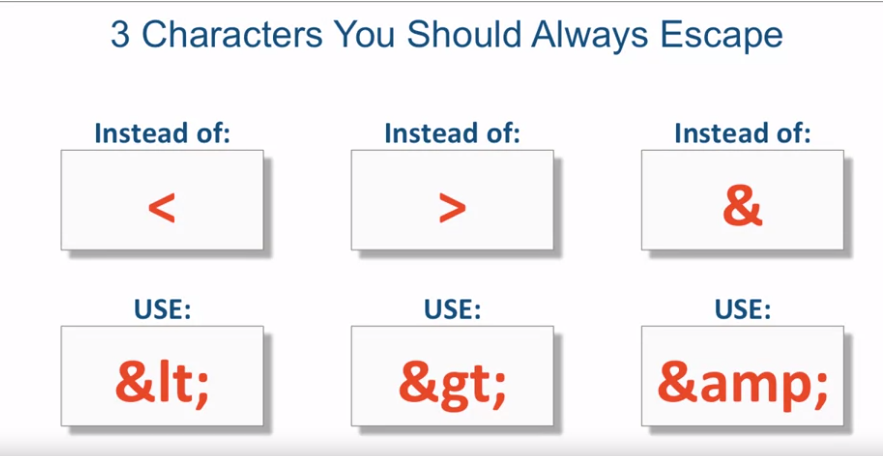 3 Characters You Should Always Escape
Instead of: Instead of: Instead of:
< > &
USE: USE: USE:
&lt; &gt; &amp;